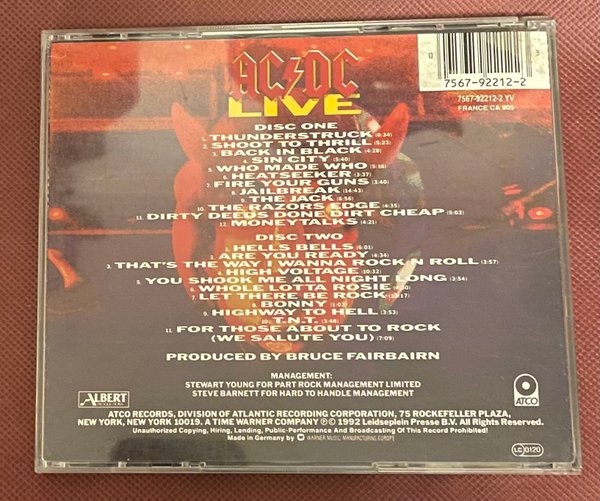 AC/DC
LIVE
0 3
7567-92212-2
7567-92212-2 YV
FRANCE CA 805
DISC ONE
1. THUNDERSTRUCK (6:34)
2. SHOOT TO THRILL (5:23)
3. BACK IN BLACK (4:28)
4. SIN CITY (5:40)
5. WHO MADE WHO (5:16)
6. HEATSEEKER (3:37)
7. FIRE YOUR GUNS (3:40)
8. JAILBREAK (14:43)
9. THE JACK (6:56)
10. THE RAZORS EDGE (4:35)
11. DIRTY DEEDS DONE DIRT CHEAP (5:02)
12. MONEYTALKS (4:21)
DISC TWO
1. HELLS BELLS (6:01)
2. ARE YOU READY (4:34)
3. THAT'S THE WAY I WANNA ROCK N ROLL (3:57)
4. HIGH VOLTAGE (10:32)
5. YOU SHOOK ME ALL NIGHT LONG (3:54)
6. WHOLE LOTTA ROSIE (4:30)
7. LET THERE BE ROCK (12:17)
8. BONNY (1:03)
9. HIGHWAY TO HELL (3:53)
10. T.N.T. (3:48)
11. FOR THOSE ABOUT TO ROCK
(WE SALUTE YOU) (7:09)
PRODUCED BY BRUCE FAIRBAIRN
MANAGEMENT:
STEWART YOUNG FOR PART ROCK MANAGEMENT LIMITED
STEVE BARNETT FOR HARD TO HANDLE MANAGEMENT
ALBERT
ATCO
ATCO RECORDS, DIVISION OF ATLANTIC RECORDING CORPORATION, 75 ROCKEFELLER PLAZA,
NEW YORK, NEW YORK 10019. A TIME WARNER COMPANY ℗ © 1992 Leidseplein Presse B.V. All Rights Reserved.
Unauthorized Copying, Hiring, Lending, Public-Performance And Broadcasting Of This Record Prohibited!
Made in Germany by WARNER MUSIC MANUFACTURING EUROPE
LC 0120